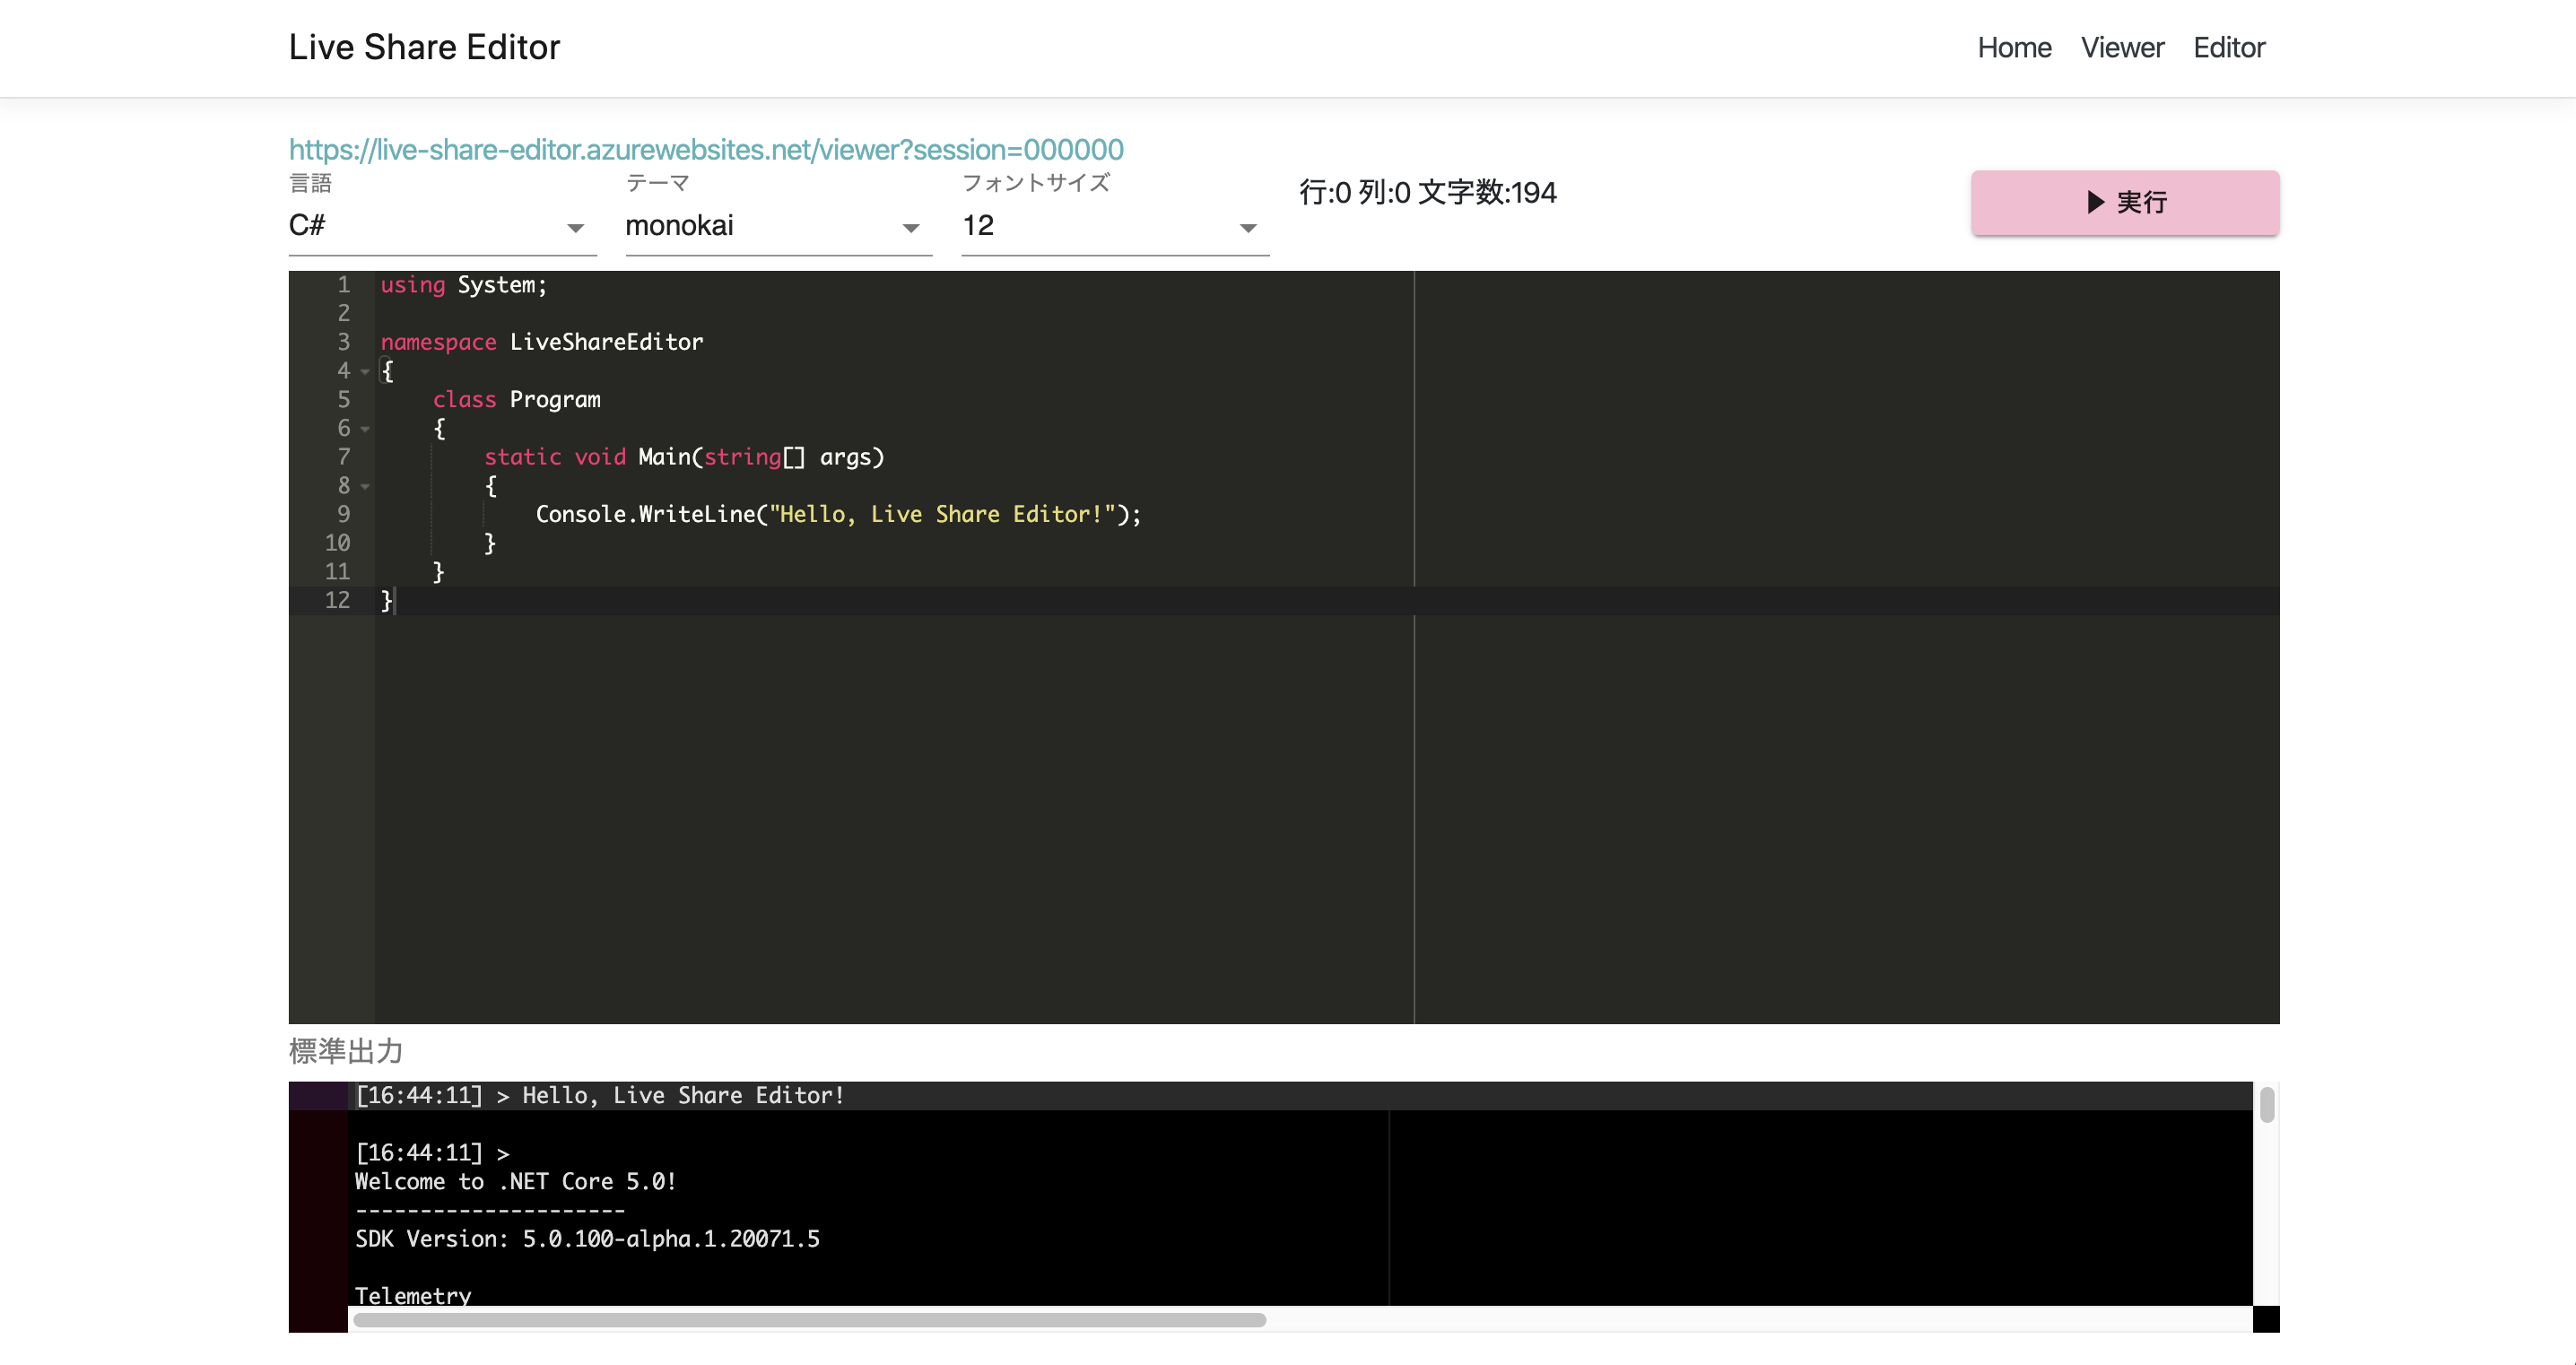 Live Share Editor
Home Viewer Editor
https://live-share-editor.azurewebsites.net/viewer?session=000000
言語 テーマ フォントサイズ
C# monokai 12
行:0 列:0 文字数:194
実行
1 using System;
2
3 namespace LiveShareEditor
4 {
5     class Program
6     {
7         static void Main(string[] args)
8         {
9             Console.WriteLine("Hello, Live Share Editor!");
10         }
11     }
12 }
標準出力
[16:44:11] > Hello, Live Share Editor!
[16:44:11] >
Welcome to .NET Core 5.0!
---------------------
SDK Version: 5.0.100-alpha.1.20071.5
Telemetry